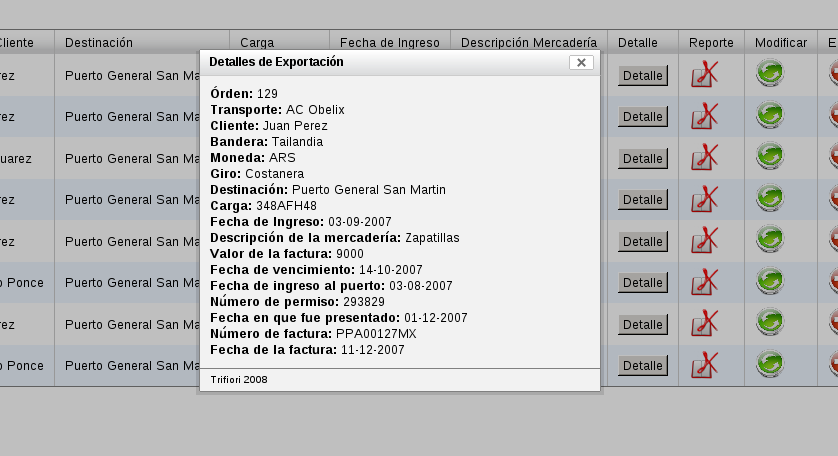 Cliente Destinación Carga Fecha de Ingreso Descripción Mercadería Detalle Reporte Modificar
Detalles de Exportación
Órden: 129
Transporte: AC Obelix
Cliente: Juan Perez
Bandera: Tailandia
Moneda: ARS
Giro: Costanera
Destinación: Puerto General San Martin
Carga: 348AFH48
Fecha de Ingreso: 03-09-2007
Descripción de la mercadería: Zapatillas
Valor de la factura: 9000
Fecha de vencimiento: 14-10-2007
Fecha de ingreso al puerto: 03-08-2007
Número de permiso: 293829
Fecha en que fue presentado: 01-12-2007
Número de factura: PPA00127MX
Fecha de la factura: 11-12-2007
Trifiori 2008
rez Puerto General San Ma Detalle
rez Puerto General San Ma Detalle
uarez Puerto General San Ma Detalle
rez Puerto General San Ma Detalle
rez Puerto General San Ma Detalle
o Ponce Puerto General San Ma Detalle
rez Puerto General San Ma Detalle
o Ponce Puerto General San Ma Detalle